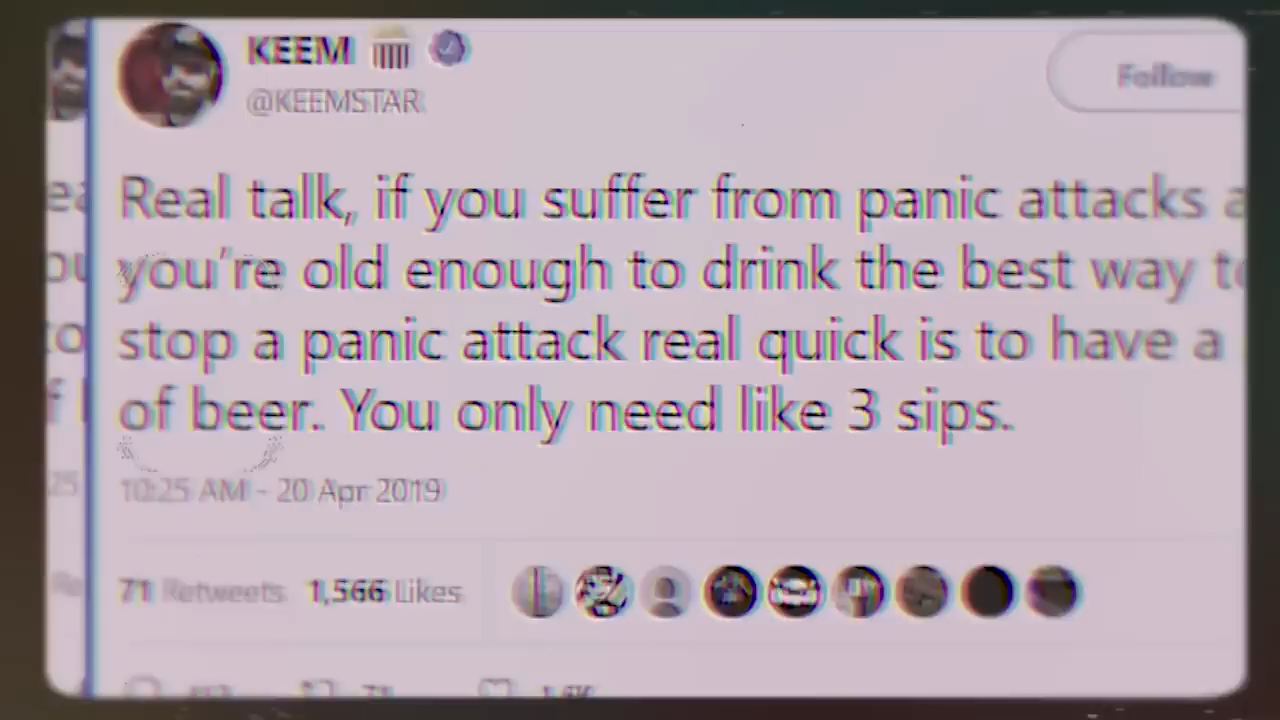 KEEM
@KEEMSTAR
Follow
Real talk, if you suffer from panic attacks
you're old enough to drink the best way to
stop a panic attack real quick is to have a
of beer. You only need like 3 sips.
10:25 AM - 20 Apr 2019
71 Retweets 1,566 Likes